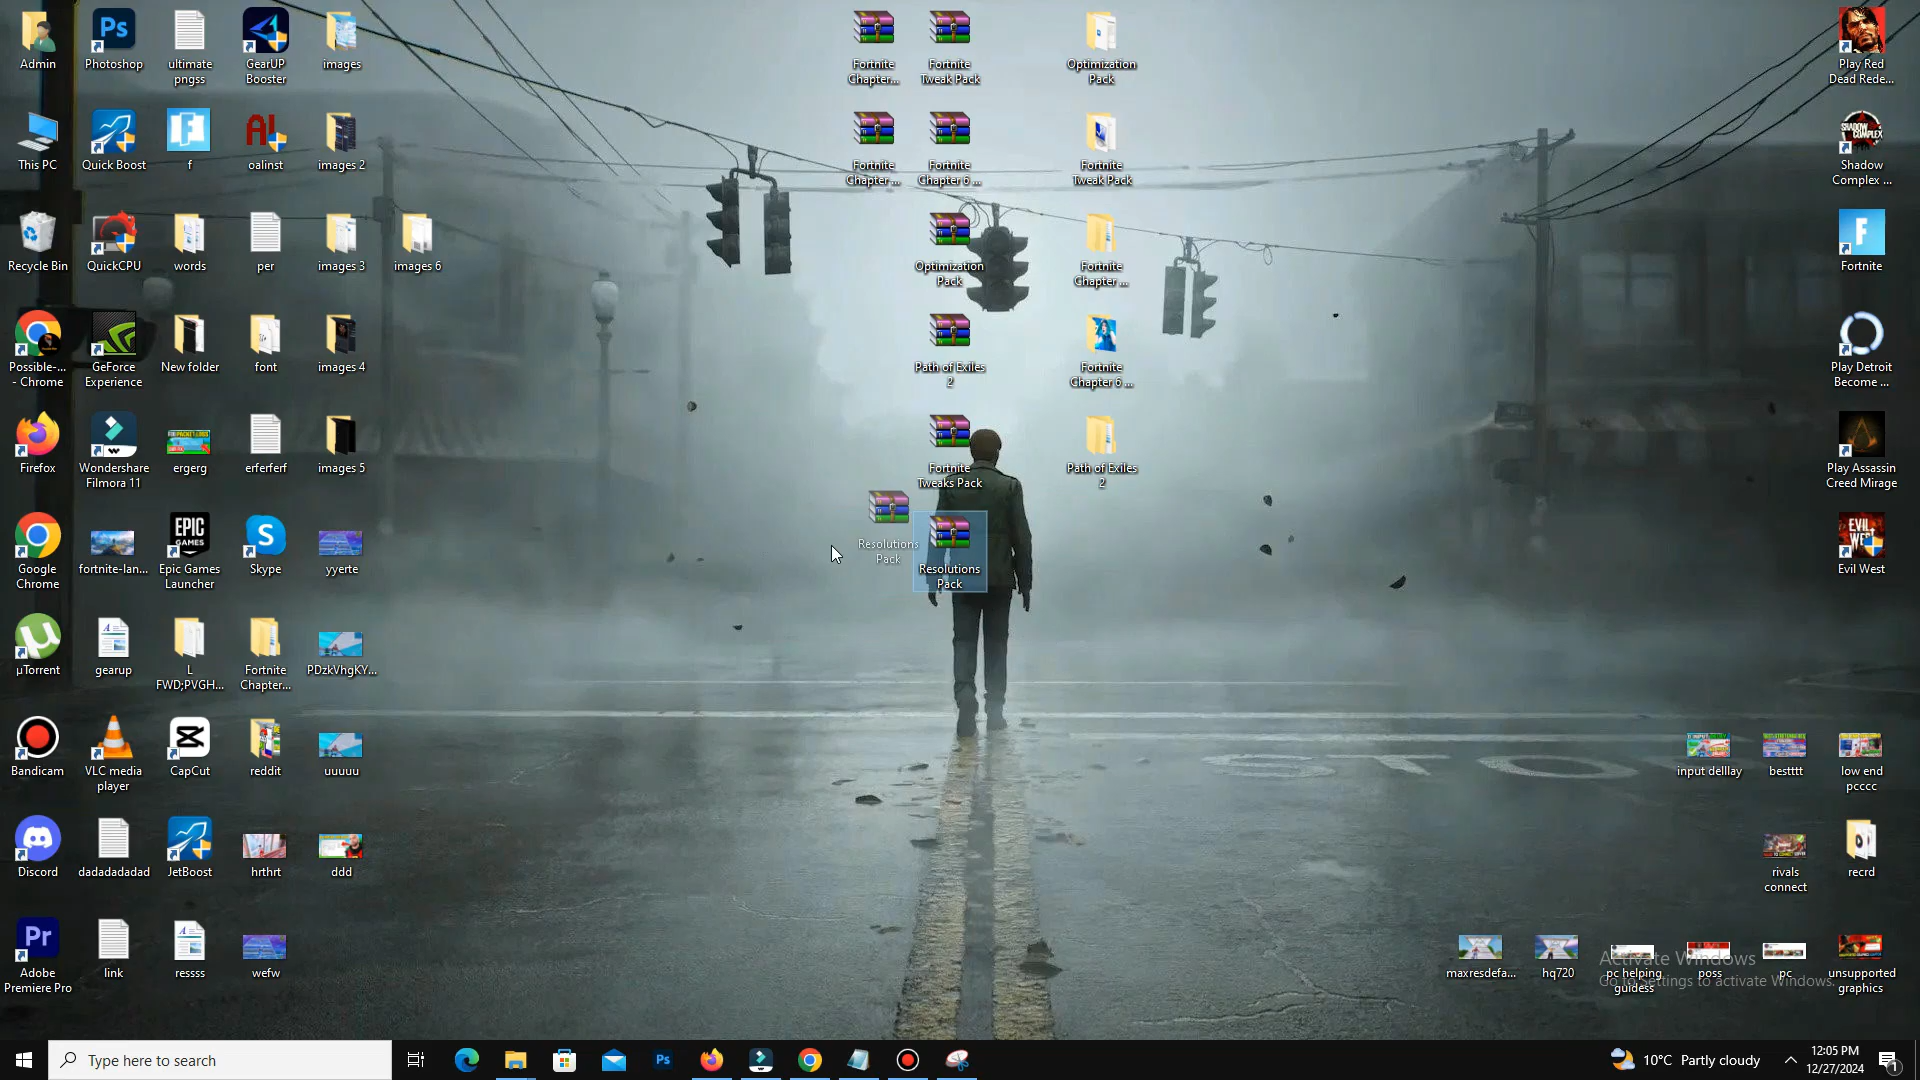 Admin
Photoshop
ultimate
pngss
GearUP
Booster
images
Fortnite
Chapter...
Fortnite
Tweak Pack
Optimization
Pack
Play Red
Dead Rede...
This PC
Quick Boost
f
oalinst
images 2
Fortnite
Chapter ...
Fortnite
Chapter 6 ...
Fortnite
Tweak Pack
Shadow
Complex ...
Recycle Bin
QuickCPU
words
per
images 3
images 6
Optimization
Pack
Fortnite
Chapter ...
Fortnite
Possible-...
- Chrome
GeForce
Experience
New folder
font
images 4
Path of Exiles
2
Fortnite
Chapter 6 ...
Play Detroit
Become ...
Firefox
Wondershare
Filmora 11
ergerg
erferferf
images 5
Fortnite
Tweaks Pack
Path of Exiles
2
Play Assassin
Creed Mirage
Resolutions
Pack
Google
Chrome
fortnite-lan...
Epic Games
Launcher
Skype
yyerte
Resolutions
Pack
Evil West
µTorrent
gearup
L
FWD;PVGH...
Fortnite
Chapter...
PDzkVhgKY...
Bandicam
VLC media
player
CapCut
reddit
uuuuu
input dellay
besttttt
low end
pcccc
Discord
dadadadadad
JetBoost
hrthrt
ddd
rivals
connect
recrd
Adobe
Premiere Pro
link
ressss
wefw
maxresdefa...
hq720
pc helping
guidess
poss
pc
unsupported
graphics
Activate Windows
Go to Settings to activate Windows.
Type here to search
10°C Partly cloudy
12:05 PM
12/27/2024